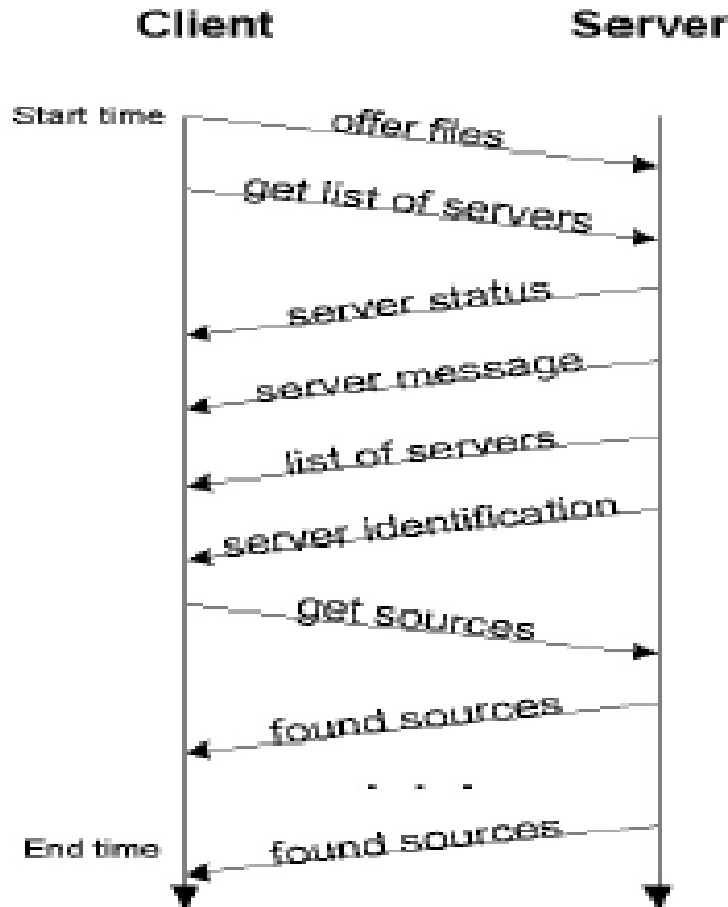 Client Server
Start time
offer files
get list of servers
server status
server message
list of servers
server identification
get sources
found sources
. . .
End time
found sources